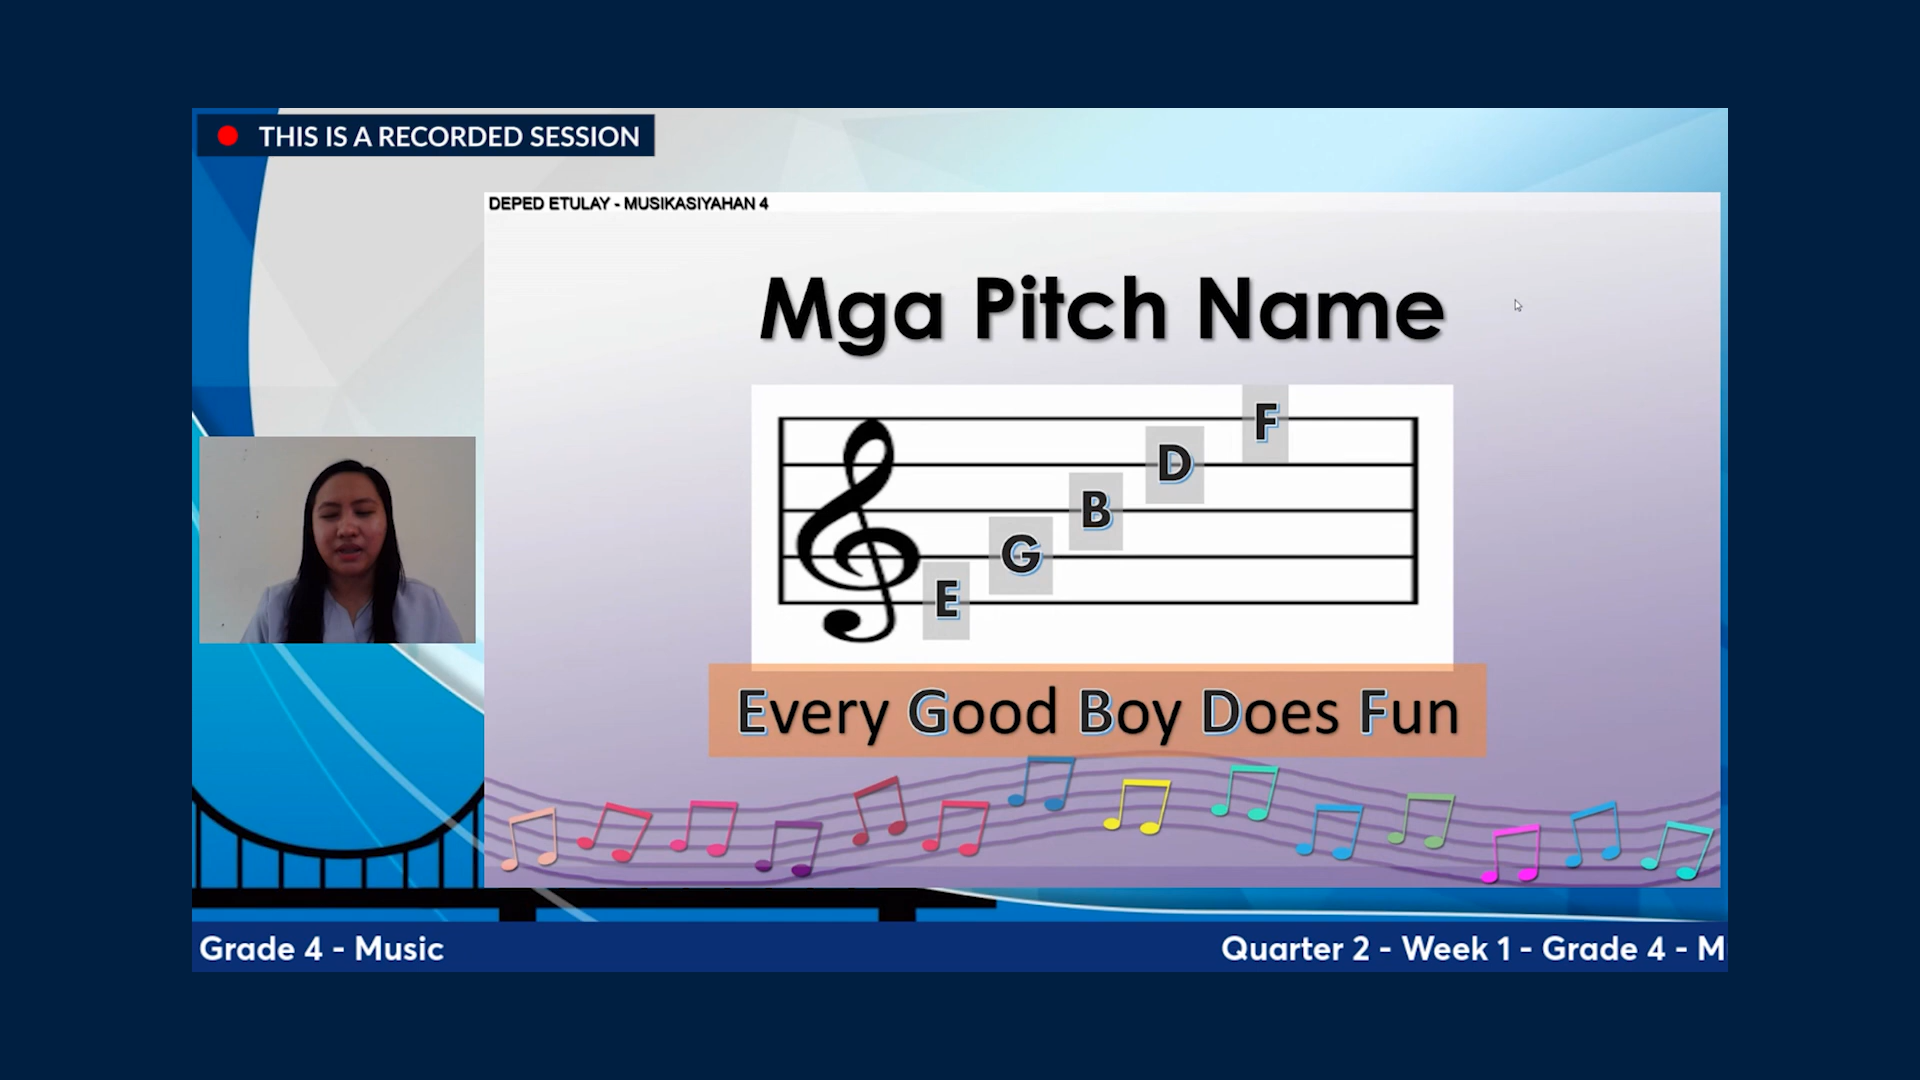 THIS IS A RECORDED SESSION
DEPED ETULAY - MUSIKASIYAHAN 4
Mga Pitch Name
F
D
B
G
E
Every Good Boy Does Fun
Grade 4 - Music
Quarter 2 - Week 1 - Grade 4 - M